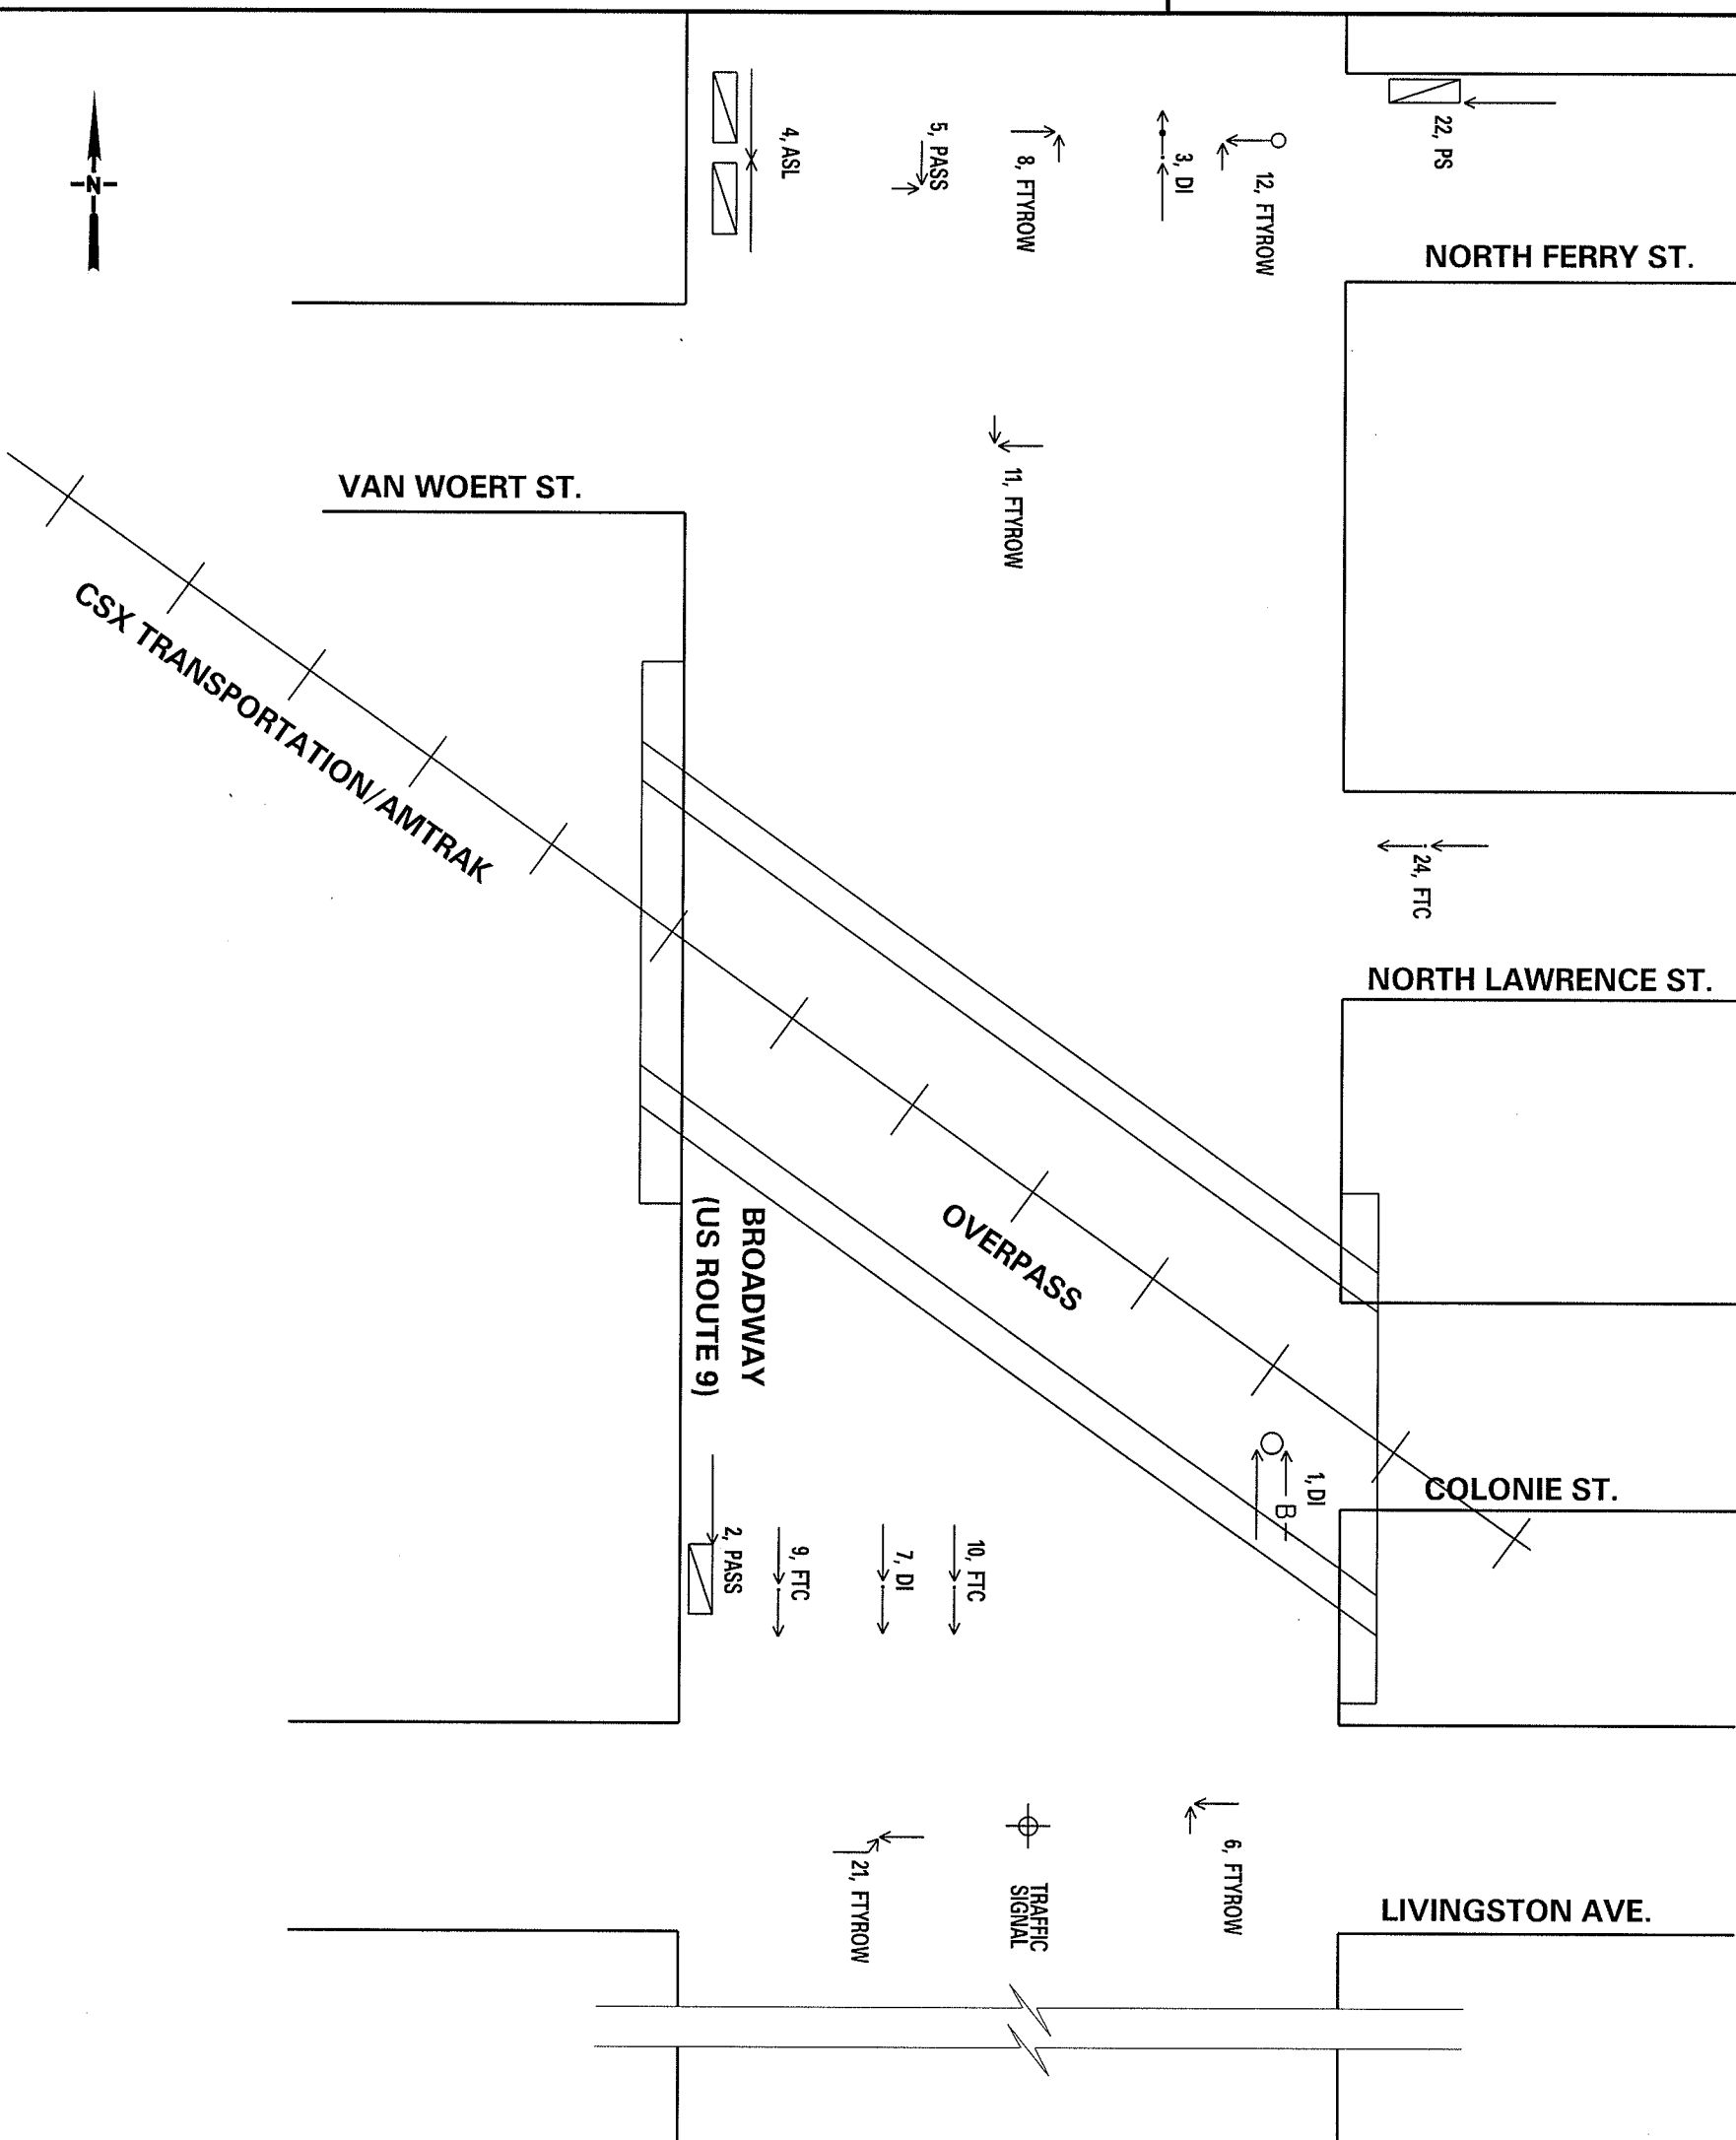 22, PS
12, FTYROW
3, DI
8, FTYROW
5, PASS
4, ASL
N
NORTH FERRY ST.
11, FTYROW
VAN WOERT ST.
CSX TRANSPORTATION/AMTRAK
24, FTC
NORTH LAWRENCE ST.
OVERPASS
BROADWAY
(US ROUTE 9)
1, DI
B
COLONIE ST.
2, PASS
9, FTC
7, DI
10, FTC
6, FTYROW
21, FTYROW
TRAFFIC
SIGNAL
LIVINGSTON AVE.